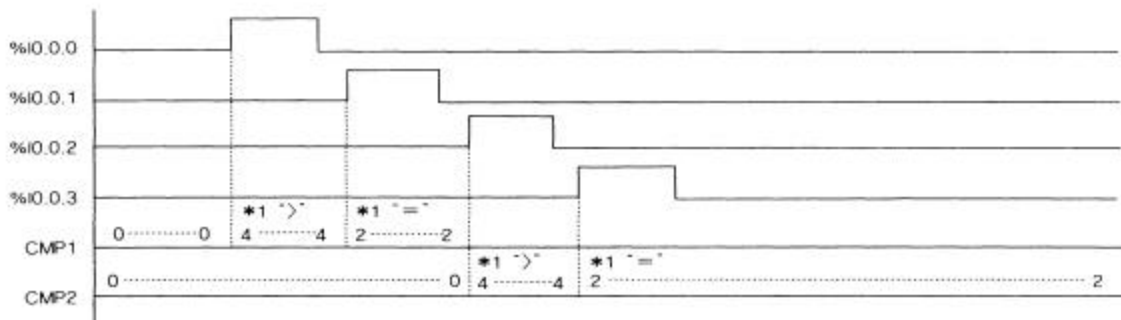 %I0.0.0
%I0.0.1
%I0.0.2
%I0.0.3
*1 ">" *1 "="
0 0 4 4 2 2
CMP1
*1 ">" *1 "="
0 0 4 4 2 2
CMP2